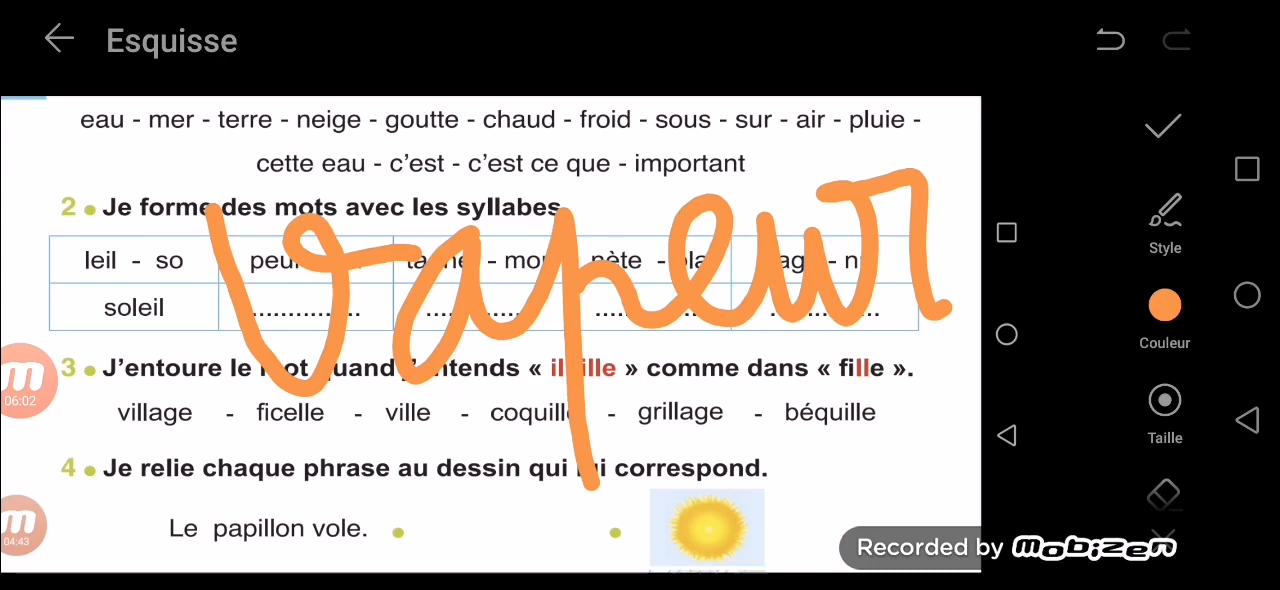 Esquisse
eau - mer - terre - neige - goutte - chaud - froid - sous - sur - air - pluie -
cette eau - c'est - c'est ce que - important
2 • Je forme des mots avec les syllabes
leil - so
nète
soleil
vapeur
3 • J'entoure le mot quand j'entends « ill ille » comme dans « fille ».
village - ficelle - ville - coquille - grillage - béquille
4 • Je relie chaque phrase au dessin qui lui correspond.
Le papillon vole.
Style
Couleur
Taille
06:02
04:43
Recorded by mobizen